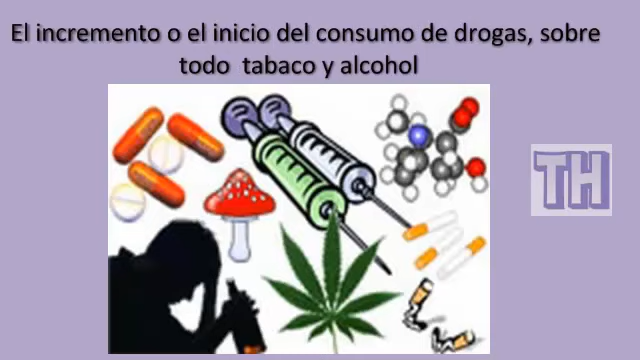 El incremento o el inicio del consumo de drogas, sobre
todo tabaco y alcohol
TH